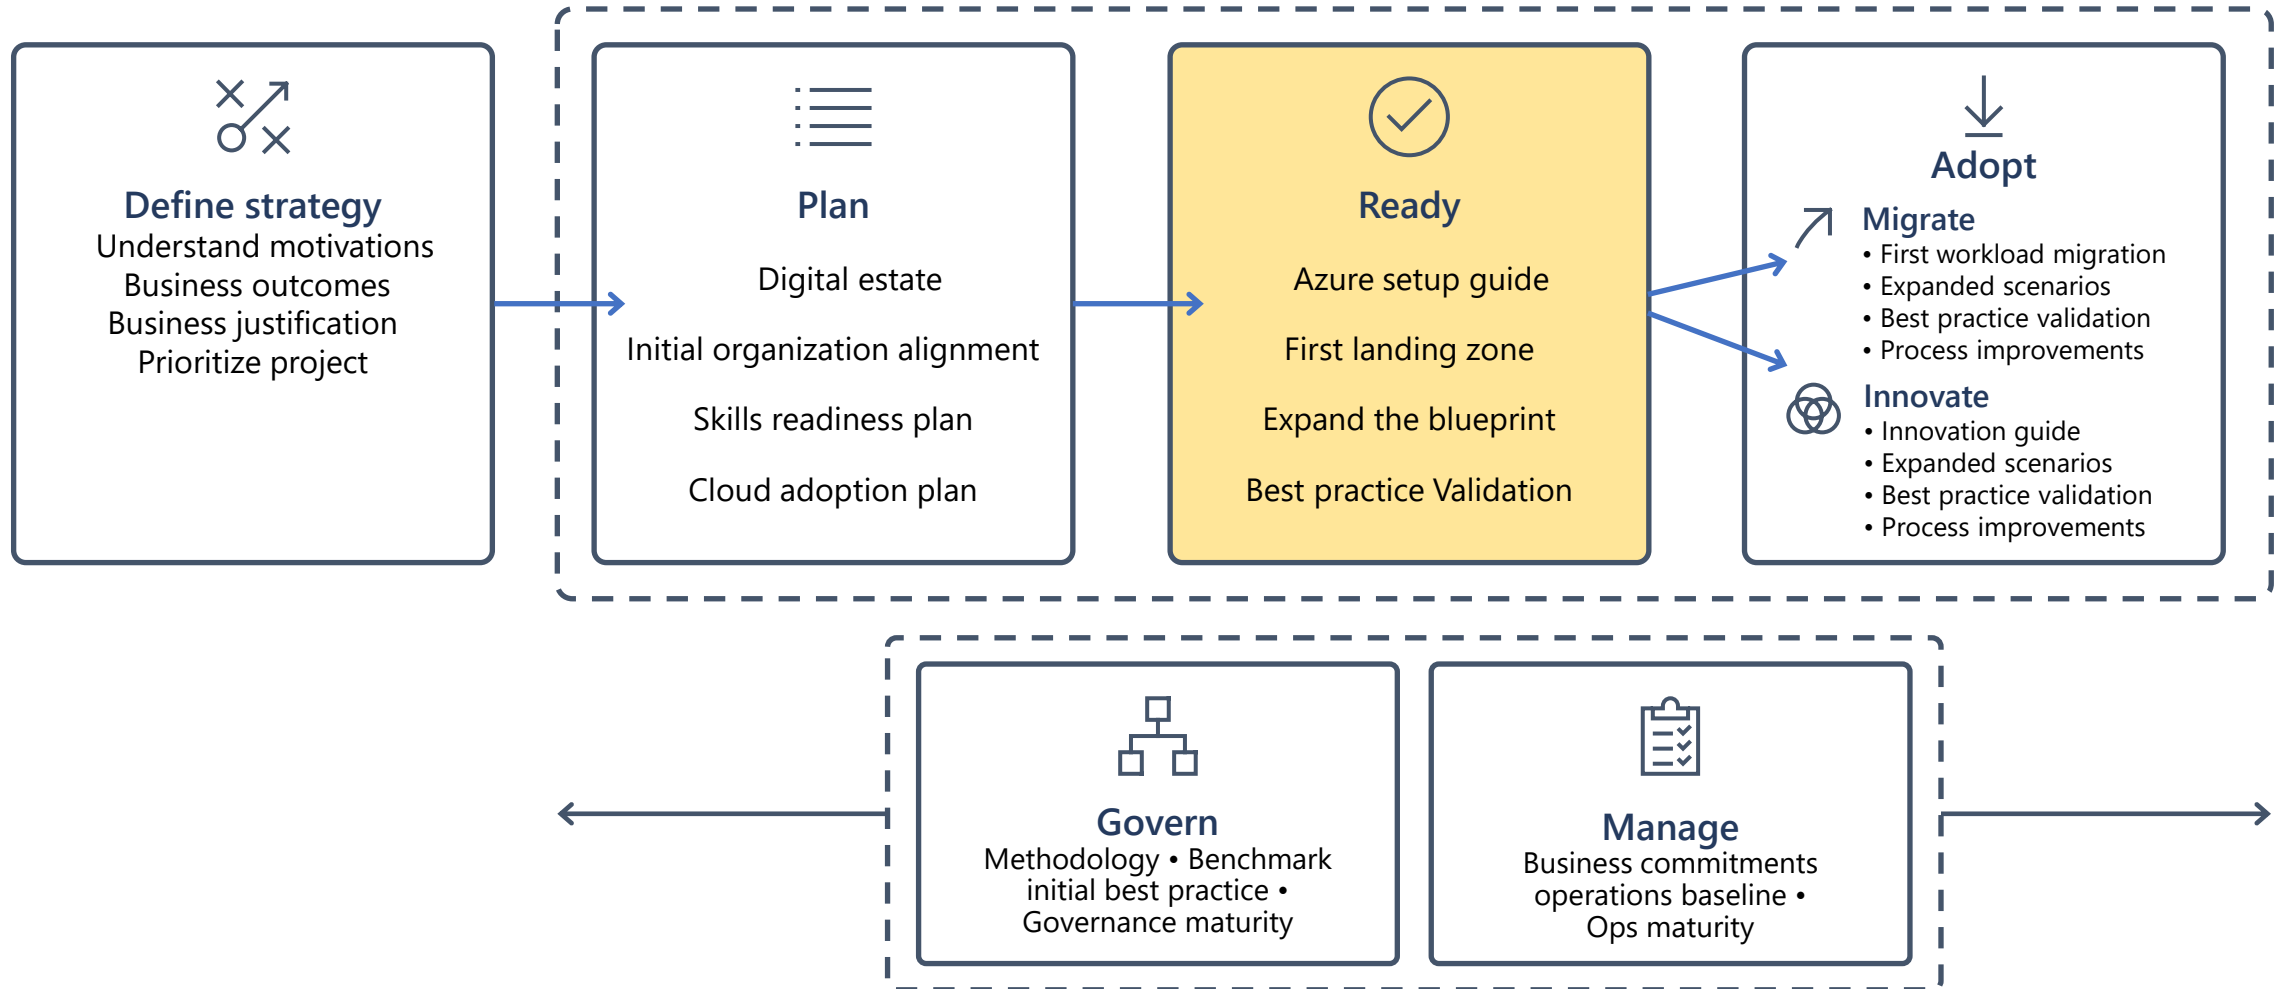 Define strategy
Understand motivations
Business outcomes
Business justification
Prioritize project
Plan
Digital estate
Initial organization alignment
Skills readiness plan
Cloud adoption plan
Ready
Azure setup guide
First landing zone
Expand the blueprint
Best practice Validation
Adopt
Migrate
• First workload migration
• Expanded scenarios
• Best practice validation
• Process improvements
Innovate
• Innovation guide
• Expanded scenarios
• Best practice validation
• Process improvements
Govern
Methodology • Benchmark
initial best practice •
Governance maturity
Manage
Business commitments
operations baseline •
Ops maturity